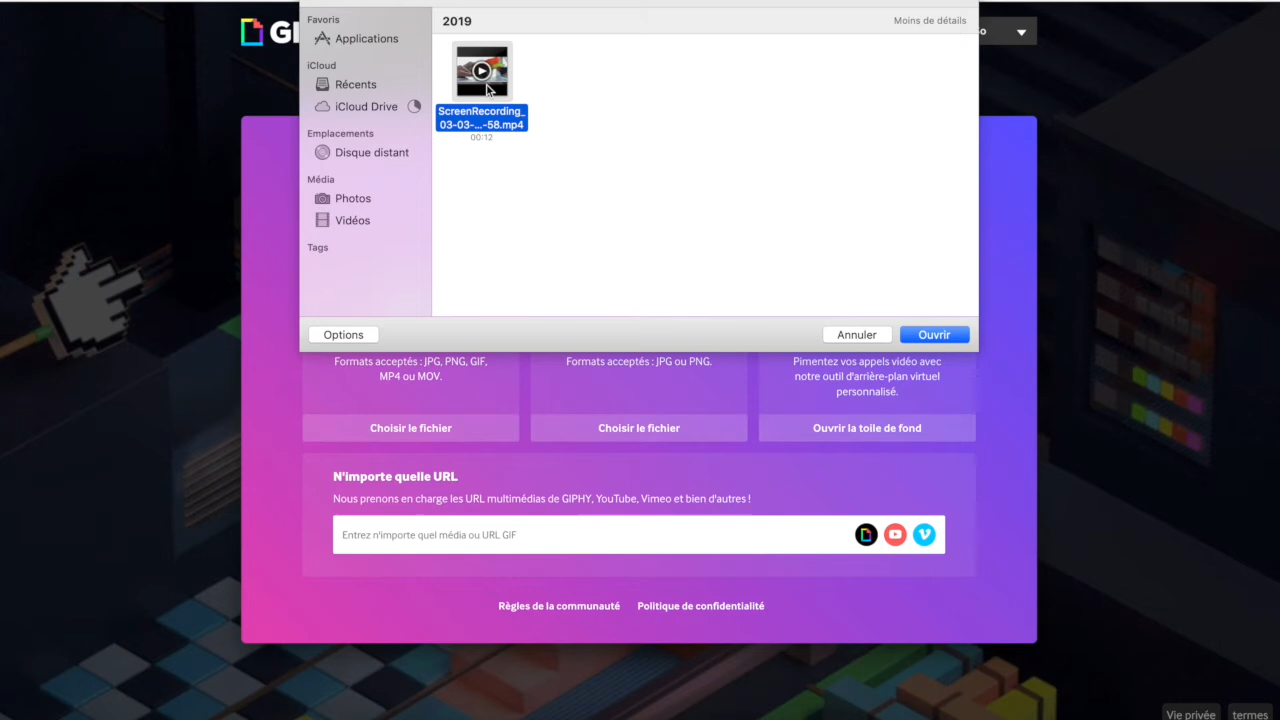 Favoris
Applications
iCloud
Récents
iCloud Drive
Emplacements
Disque distant
Média
Photos
Vidéos
Tags
2019
Moins de détails
ScreenRecording_
03-03-...-58.mp4
00:12
Options
Annuler
Ouvrir
Formats acceptés : JPG, PNG, GIF,
MP4 ou MOV.
Choisir le fichier
Formats acceptés : JPG ou PNG.
Choisir le fichier
Pimentez vos appels vidéo avec
notre outil d'arrière-plan virtuel
personnalisé.
Ouvrir la toile de fond
N'importe quelle URL
Nous prenons en charge les URL multimédias de GIPHY, YouTube, Vimeo et bien d'autres !
Entrez n'importe quel média ou URL GIF
Règles de la communauté
Politique de confidentialité
Vie privée
termes